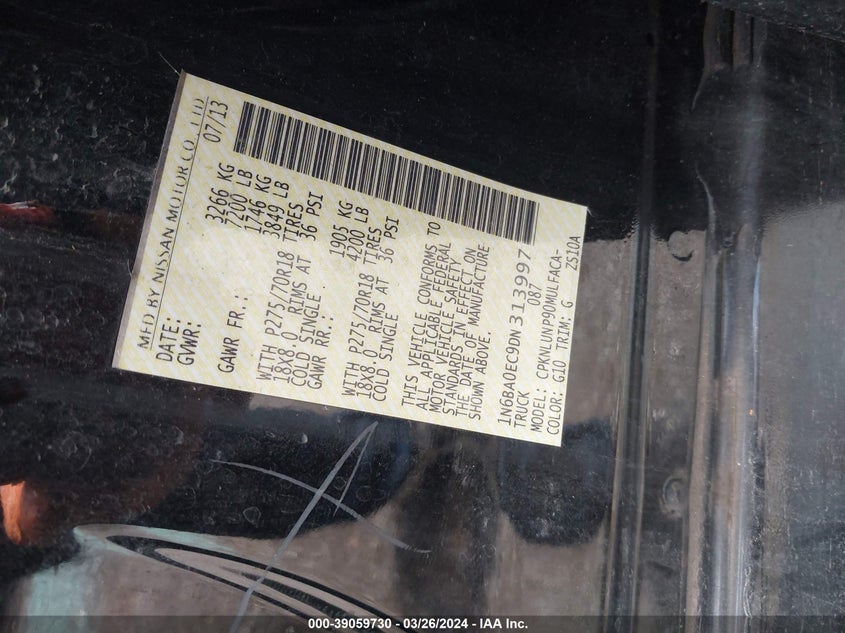 MFD BY NISSAN MOTOR CO., LTD
DATE: 07/13
GVWR: 3266 KG
7200 LB
GAWR FR.: 1746 KG
3849 LB
WITH P275/70R18 TIRES
18X8.0 RIMS AT 36 PSI
COLD SINGLE
GAWR RR.: 1905 KG
4200 LB
WITH P275/70R18 TIRES
18X8.0 RIMS AT 36 PSI
COLD SINGLE
THIS VEHICLE CONFORMS TO
ALL APPLICABLE FEDERAL
MOTOR VEHICLE SAFETY
STANDARDS IN EFFECT ON
THE DATE OF MANUFACTURE
SHOWN ABOVE.
1N6BA0EC9DN313997
TRUCK 087
MODEL: CPKNLUNP90MULFACA-
COLOR: G10 TRIM: G ZS10A
000-39059730 - 03/26/2024 - IAA Inc.